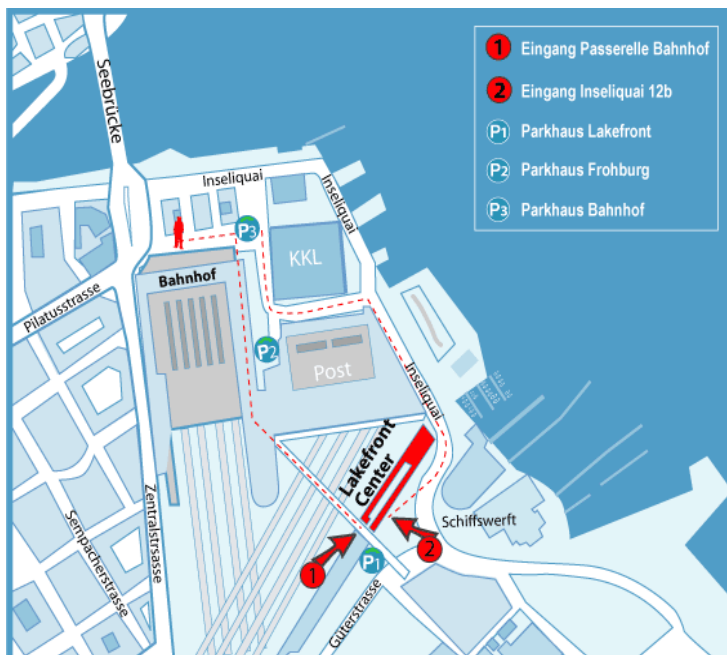 1 Eingang Passerelle Bahnhof
2 Eingang Inseliquai 12b
P1 Parkhaus Lakefront
P2 Parkhaus Frohburg
P3 Parkhaus Bahnhof
Seebrücke
Inseliquai
Inseliquai
P3
KKL
Bahnhof
Pilatusstrasse
P2
Post
Inseliquai
Lakefront
Center
Schiffswerft
Zentralstrsasse
Sempacherstrasse
1
2
P1
Güterstrasse